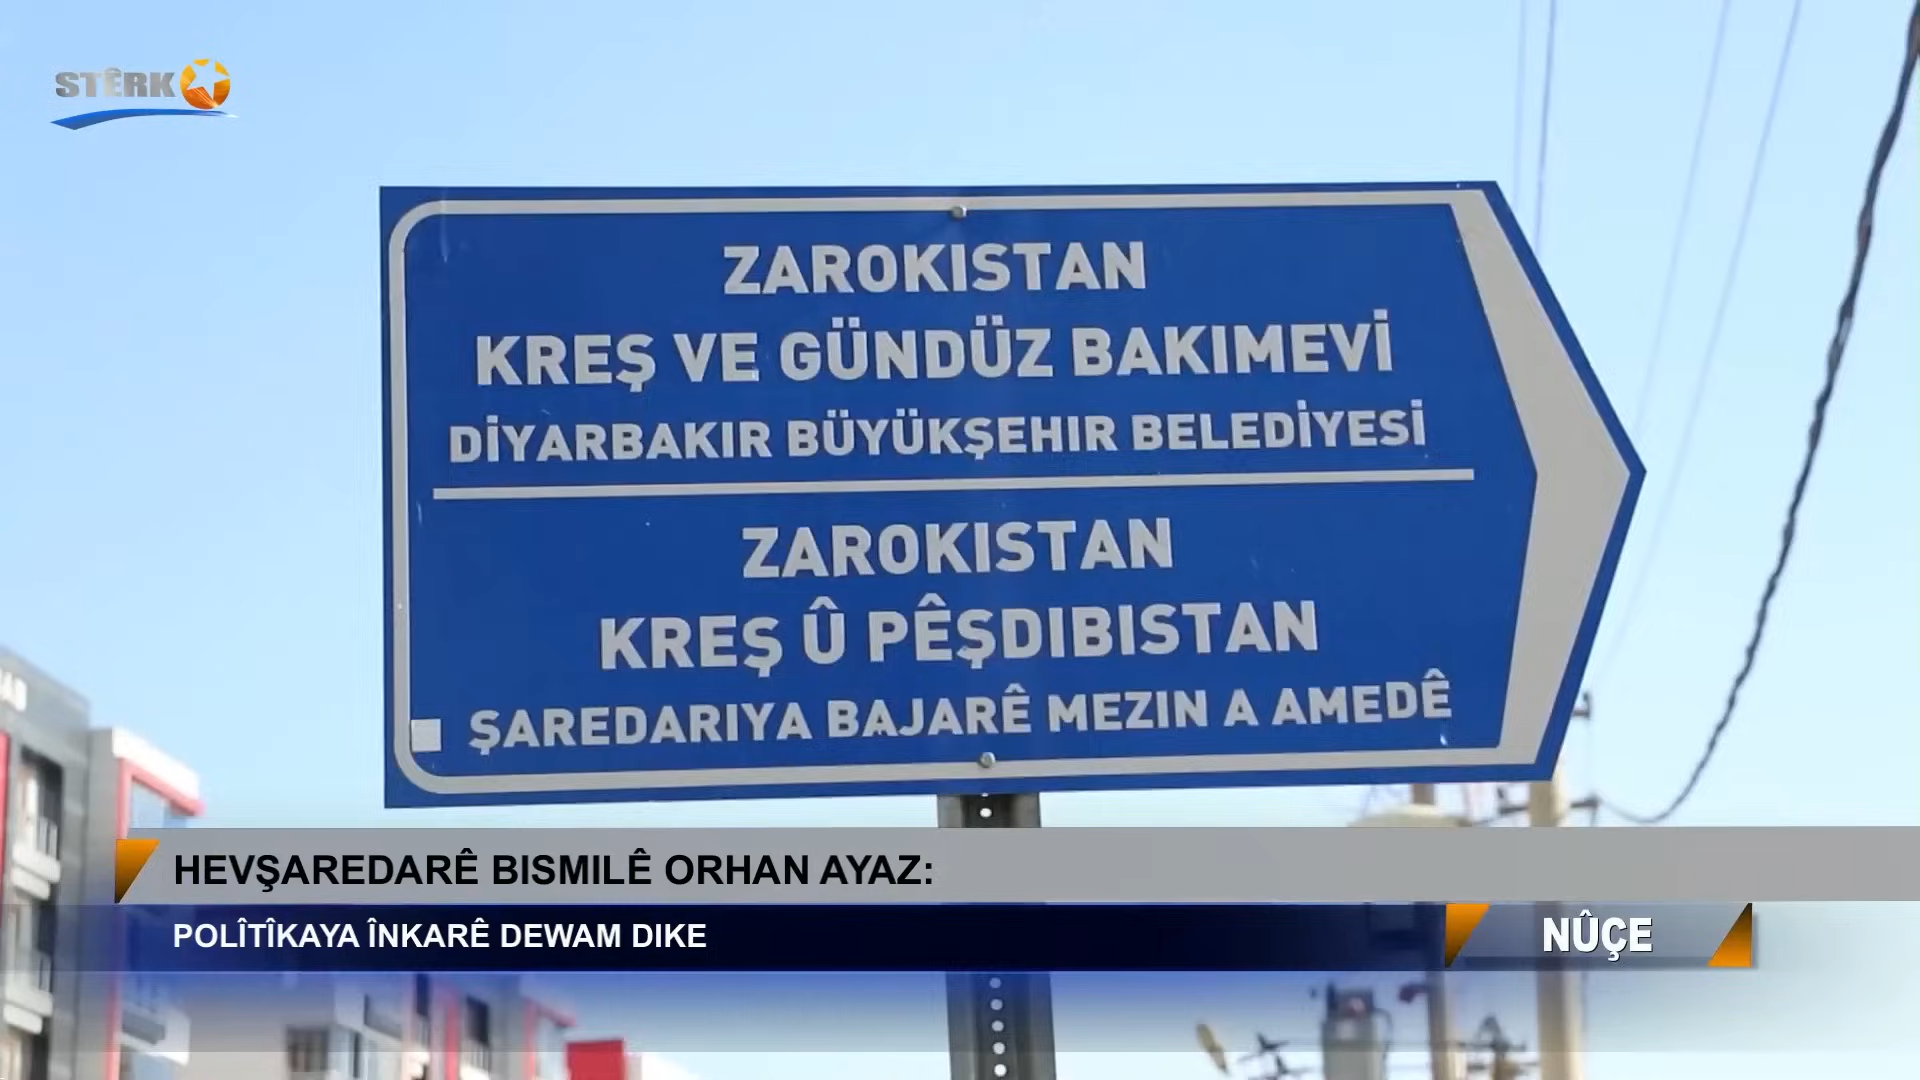 STÊRK
ZAROKISTAN
KREŞ VE GÜNDÜZ BAKIMEVİ
DİYARBAKIR BÜYÜKŞEHIR BELEDİYESİ
ZAROKISTAN
KREŞ Û PÊŞDIBISTAN
ŞAREDARIYA BAJARÊ MEZIN A AMEDÊ
HEVŞAREDARÊ BISMILÊ ORHAN AYAZ:
POLÎTÎKAYA ÎNKARÊ DEWAM DIKE
NÛÇE